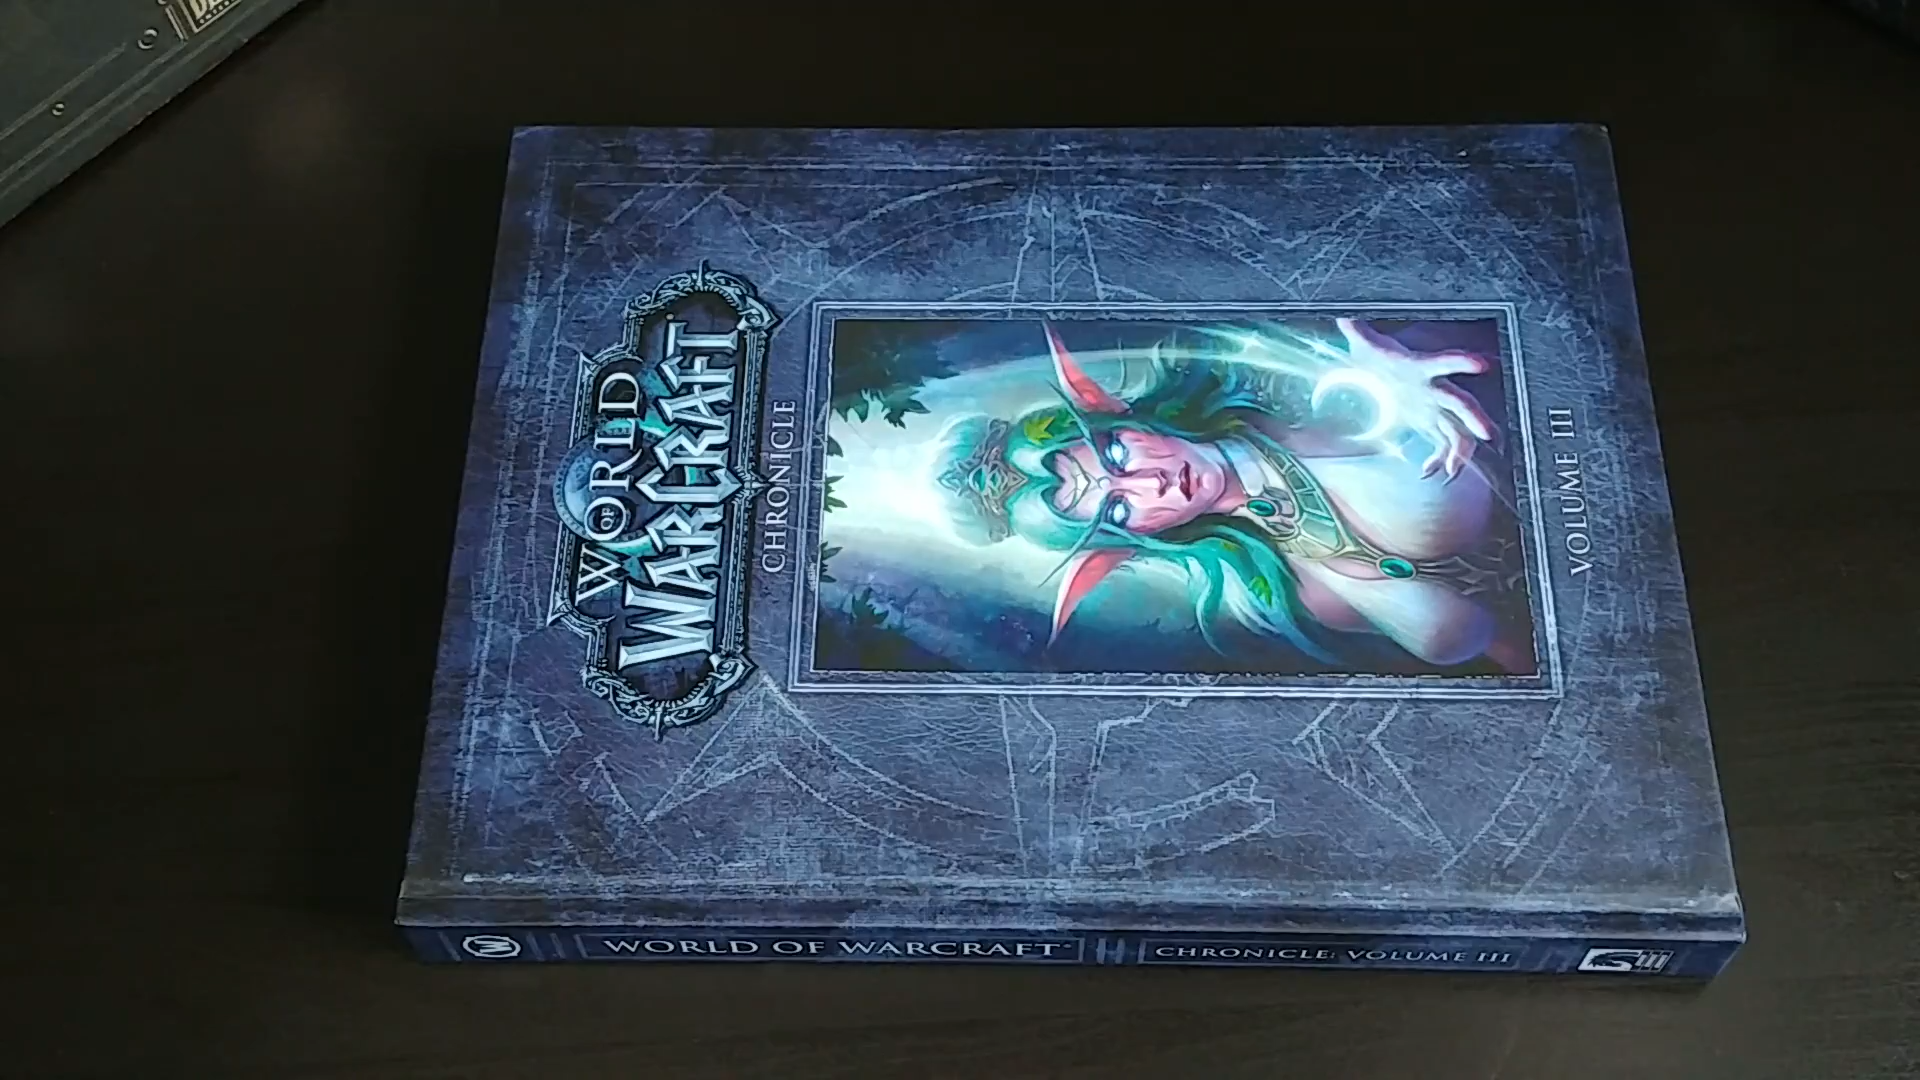 WORLD
OF
WARCRAFT
CHRONICLE
VOLUME III
WORLD OF WARCRAFT
CHRONICLE: VOLUME III